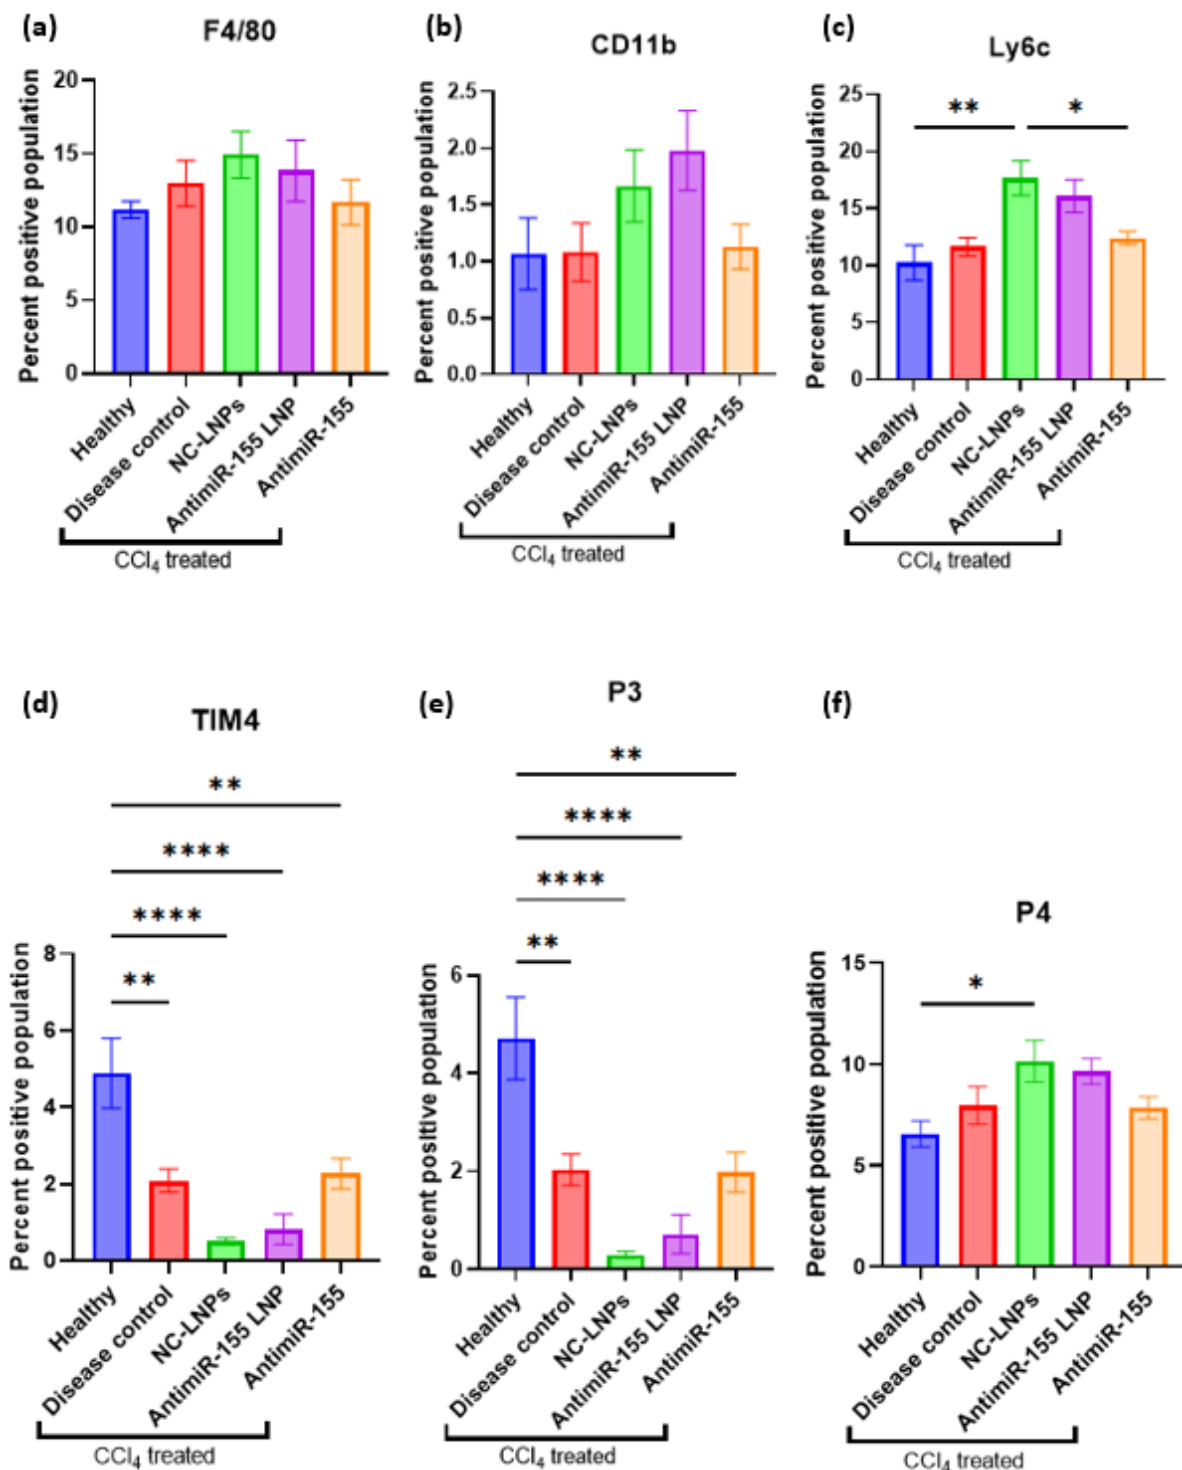 (a)
F4/80
Percent positive population
20
15
10
5
0
Healthy
Disease control
NC-LNPs
AntimiR-155 LNP
AntimiR-155
CCl₄ treated
(b)
CD11b
Percent positive population
2.5
2.0
1.5
1.0
0.5
0.0
Healthy
Disease control
NC-LNPs
AntimiR-155 LNP
AntimiR-155
CCl₄ treated
(c)
Ly6c
Percent positive population
25
20
15
10
5
0
**
*
Healthy
Disease control
NC-LNPs
AntimiR-155 LNP
AntimiR-155
CCl₄ treated
(d)
TIM4
**
****
****
**
Percent positive population
8
6
4
2
0
Healthy
Disease control
NC-LNPs
AntimiR-155 LNP
AntimiR-155
CCl₄ treated
(e)
P3
**
****
****
**
Percent positive population
6
4
2
0
Healthy
Disease control
NC-LNPs
AntimiR-155 LNP
AntimiR-155
CCl₄ treated
(f)
P4
*
Percent positive population
15
10
5
0
Healthy
Disease control
NC-LNPs
AntimiR-155 LNP
AntimiR-155
CCl₄ treated